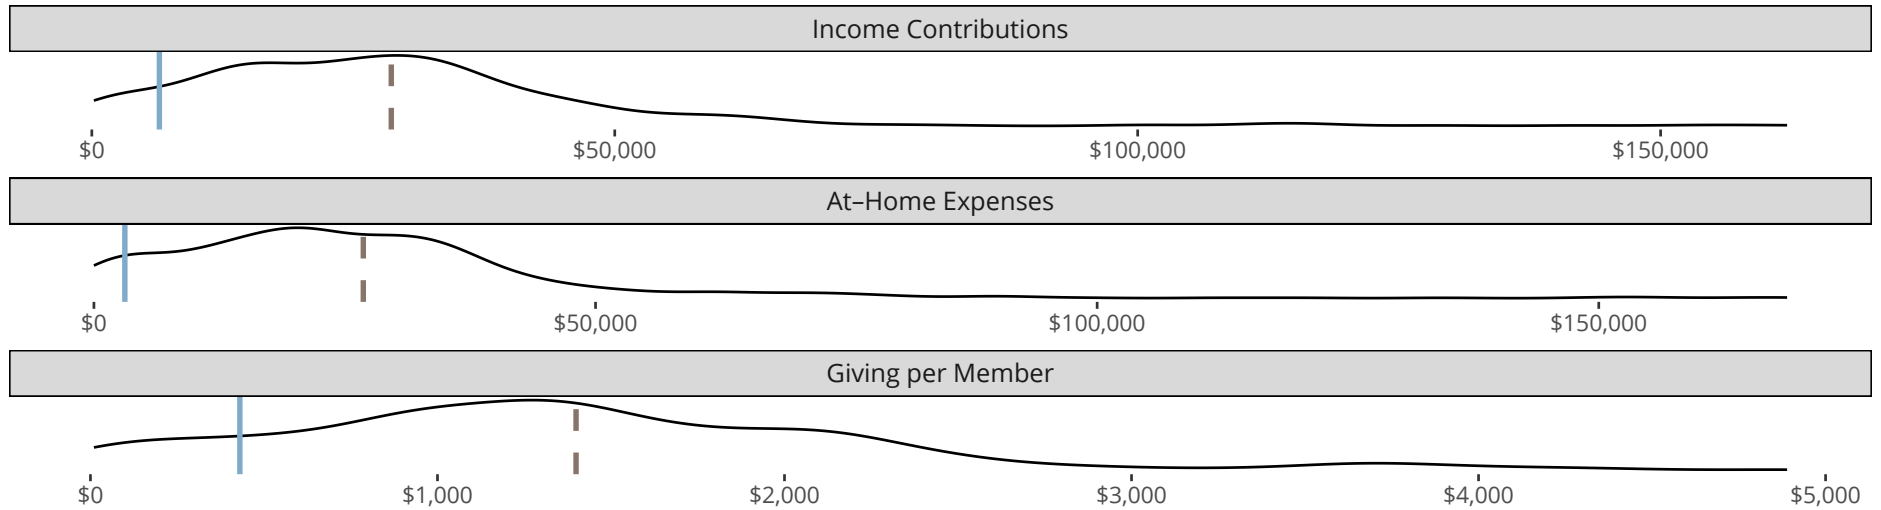 Income Contributions
$0 $50,000 $100,000 $150,000
At–Home Expenses
$0 $50,000 $100,000 $150,000
Giving per Member
$0 $1,000 $2,000 $3,000 $4,000 $5,000